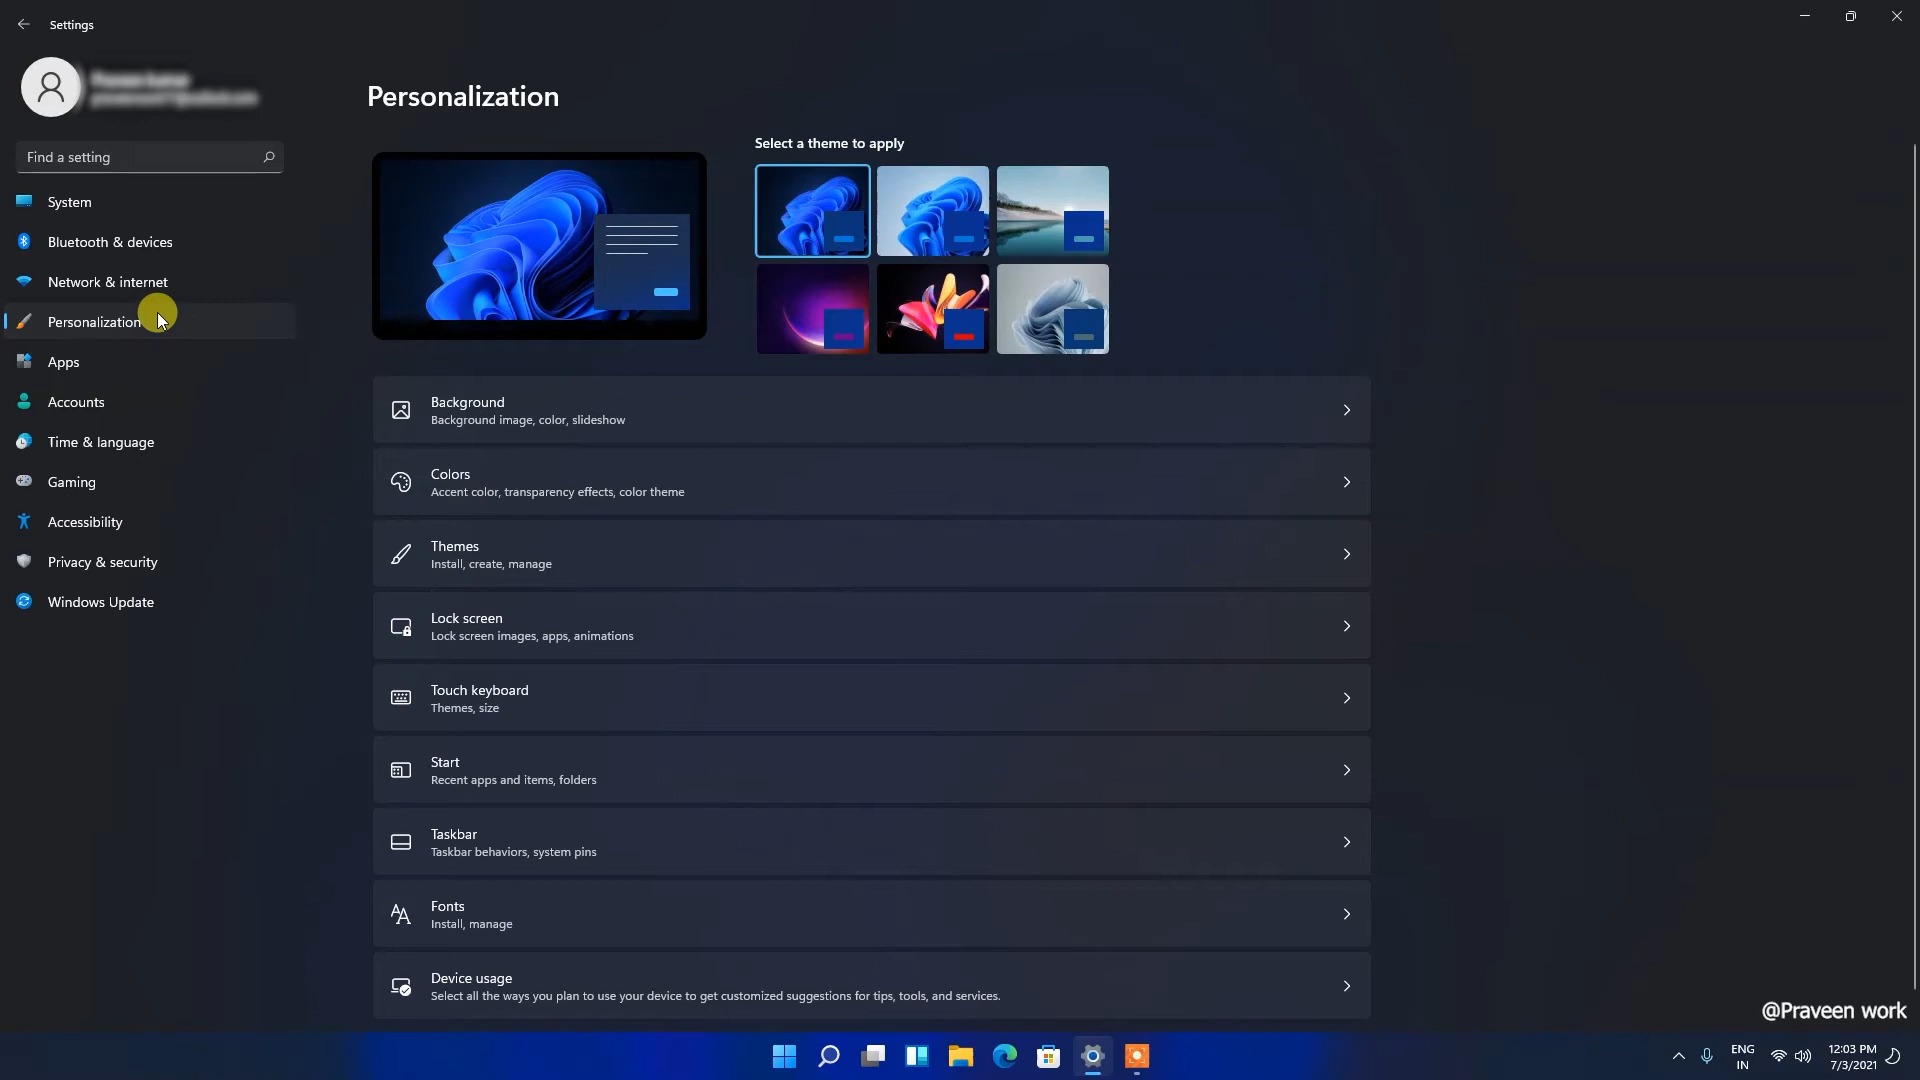 Settings
Find a setting
System
Bluetooth & devices
Network & internet
Personalization
Apps
Accounts
Time & language
Gaming
Accessibility
Privacy & security
Windows Update
Personalization
Select a theme to apply
Background
Background image, color, slideshow
Colors
Accent color, transparency effects, color theme
Themes
Install, create, manage
Lock screen
Lock screen images, apps, animations
Touch keyboard
Themes, size
Start
Recent apps and items, folders
Taskbar
Taskbar behaviors, system pins
Fonts
Install, manage
Device usage
Select all the ways you plan to use your device to get customized suggestions for tips, tools, and services.
@Praveen work
ENG
IN
12:03 PM
7/3/2021